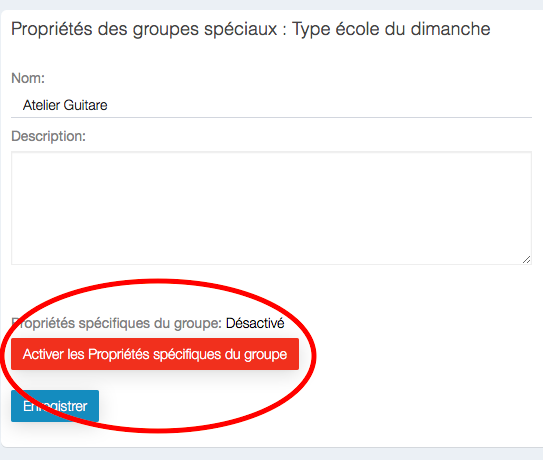 Propriétés des groupes spéciaux : Type école du dimanche
Nom:
Atelier Guitare
Description:
Propriétés spécifiques du groupe: Désactivé
Activer les Propriétés spécifiques du groupe
Enregistrer